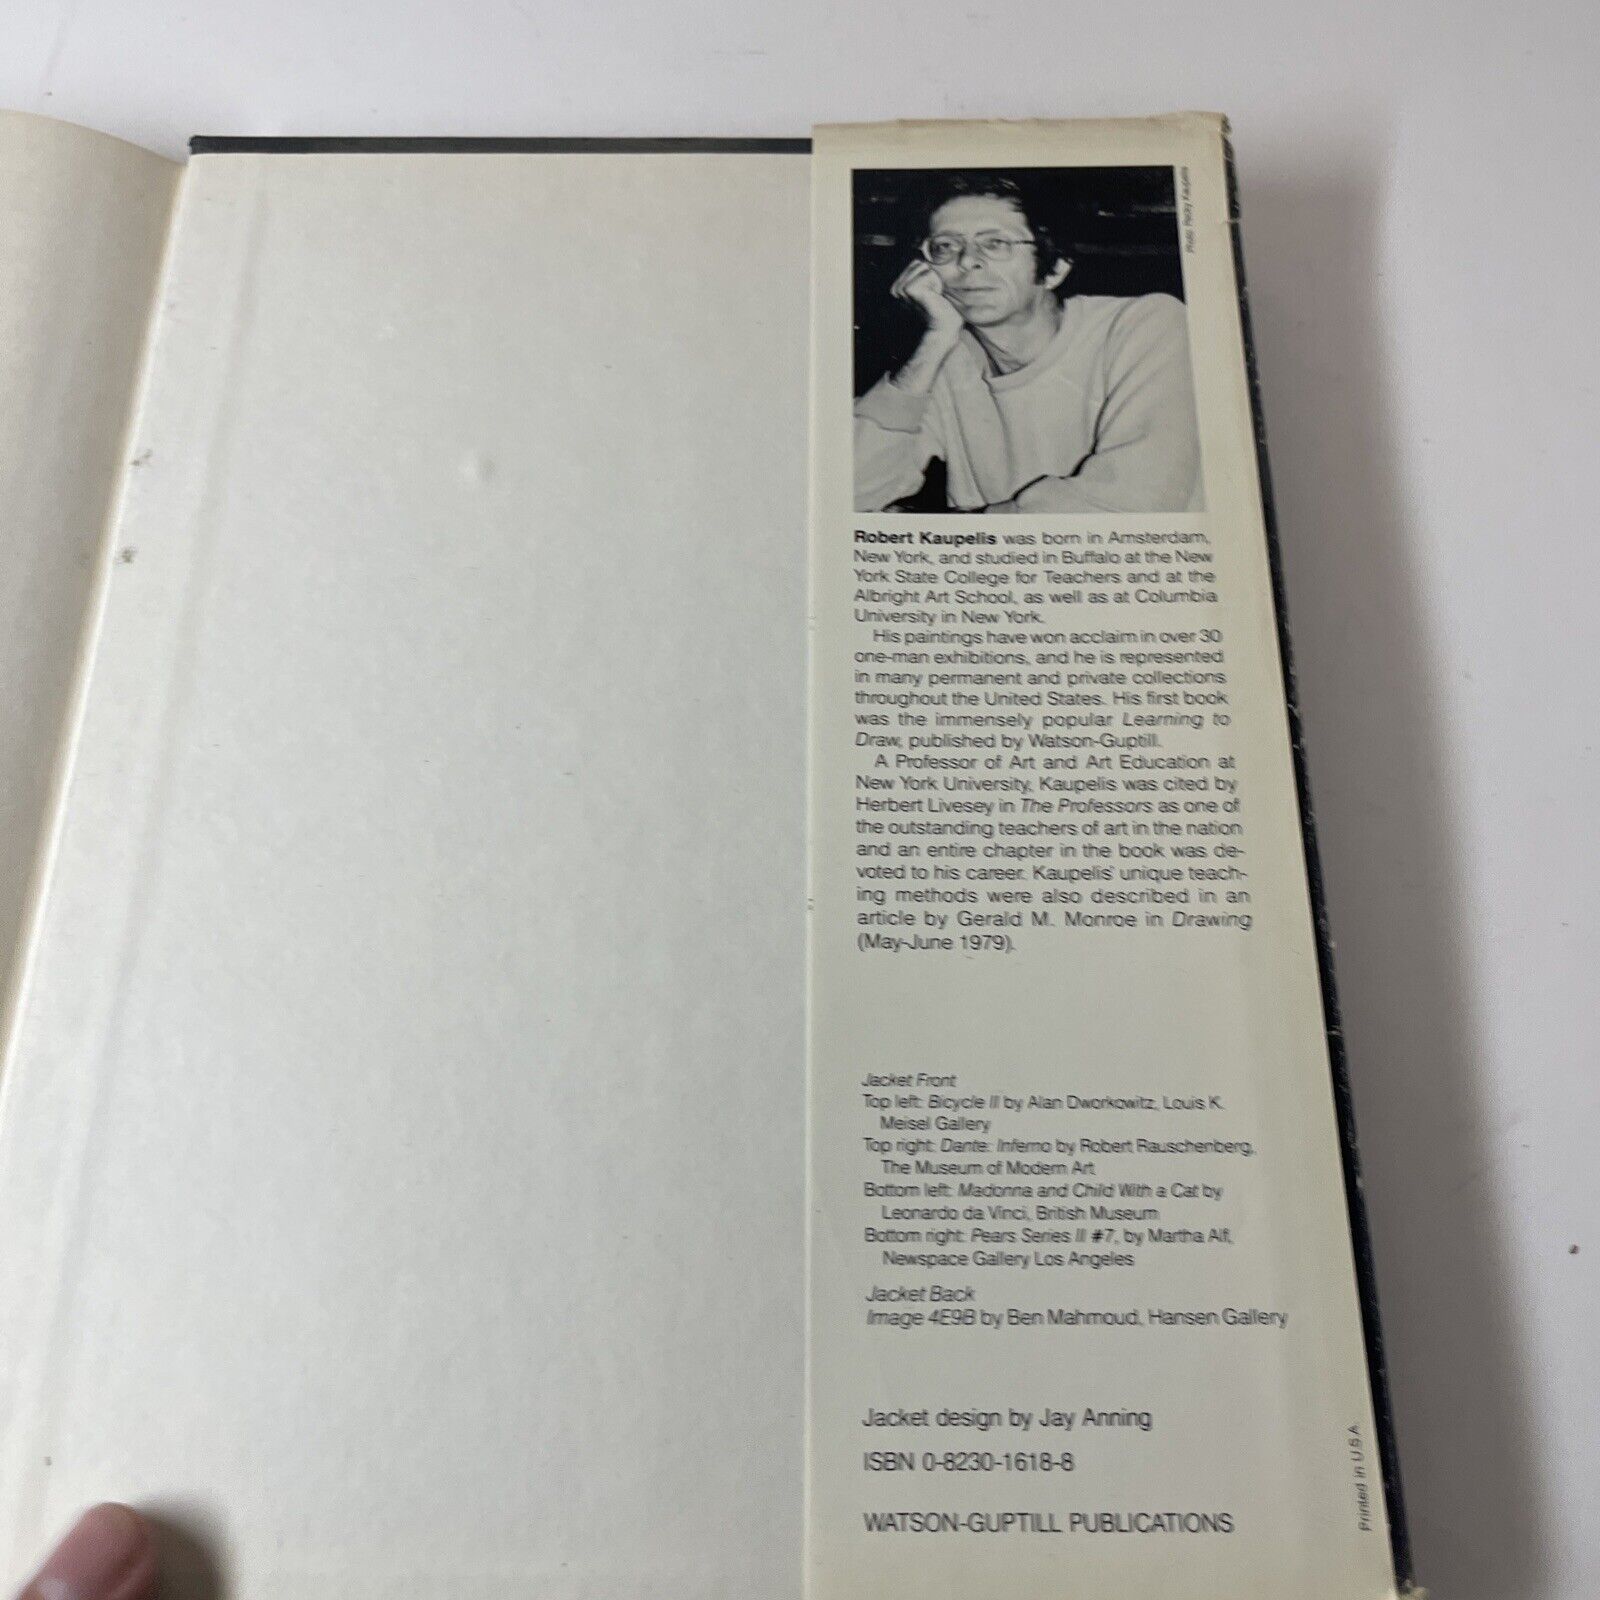 Photo: Peddy Kaupelis
Robert Kaupelis was born in Amsterdam,
New York, and studied in Buffalo at the New
York State College for Teachers and at the
Albright Art School, as well as at Columbia
University in New York.
His paintings have won acclaim in over 30
one-man exhibitions, and he is represented
in many permanent and private collections
throughout the United States. His first book
was the immensely popular Learning to
Draw, published by Watson-Guptill.
A Professor of Art and Art Education at
New York University, Kaupelis was cited by
Herbert Livesey in The Professors as one of
the outstanding teachers of art in the nation
and an entire chapter in the book was de-
voted to his career. Kaupelis' unique teach-
ing methods were also described in an
article by Gerald M. Monroe in Drawing
(May-June 1979).
Jacket Front
Top left: Bicycle II by Alan Dworkowitz, Louis K.
Meisel Gallery
Top right: Dante: Inferno by Robert Rauschenberg,
The Museum of Modern Art
Bottom left: Madonna and Child With a Cat by
Leonardo da Vinci, British Museum
Bottom right: Pears Series II #7, by Martha Alf,
Newspace Gallery Los Angeles
Jacket Back
Image 4E9B by Ben Mahmoud, Hansen Gallery
Jacket design by Jay Anning
ISBN 0-8230-1618-8
WATSON-GUPTILL PUBLICATIONS
Printed in U.S.A.